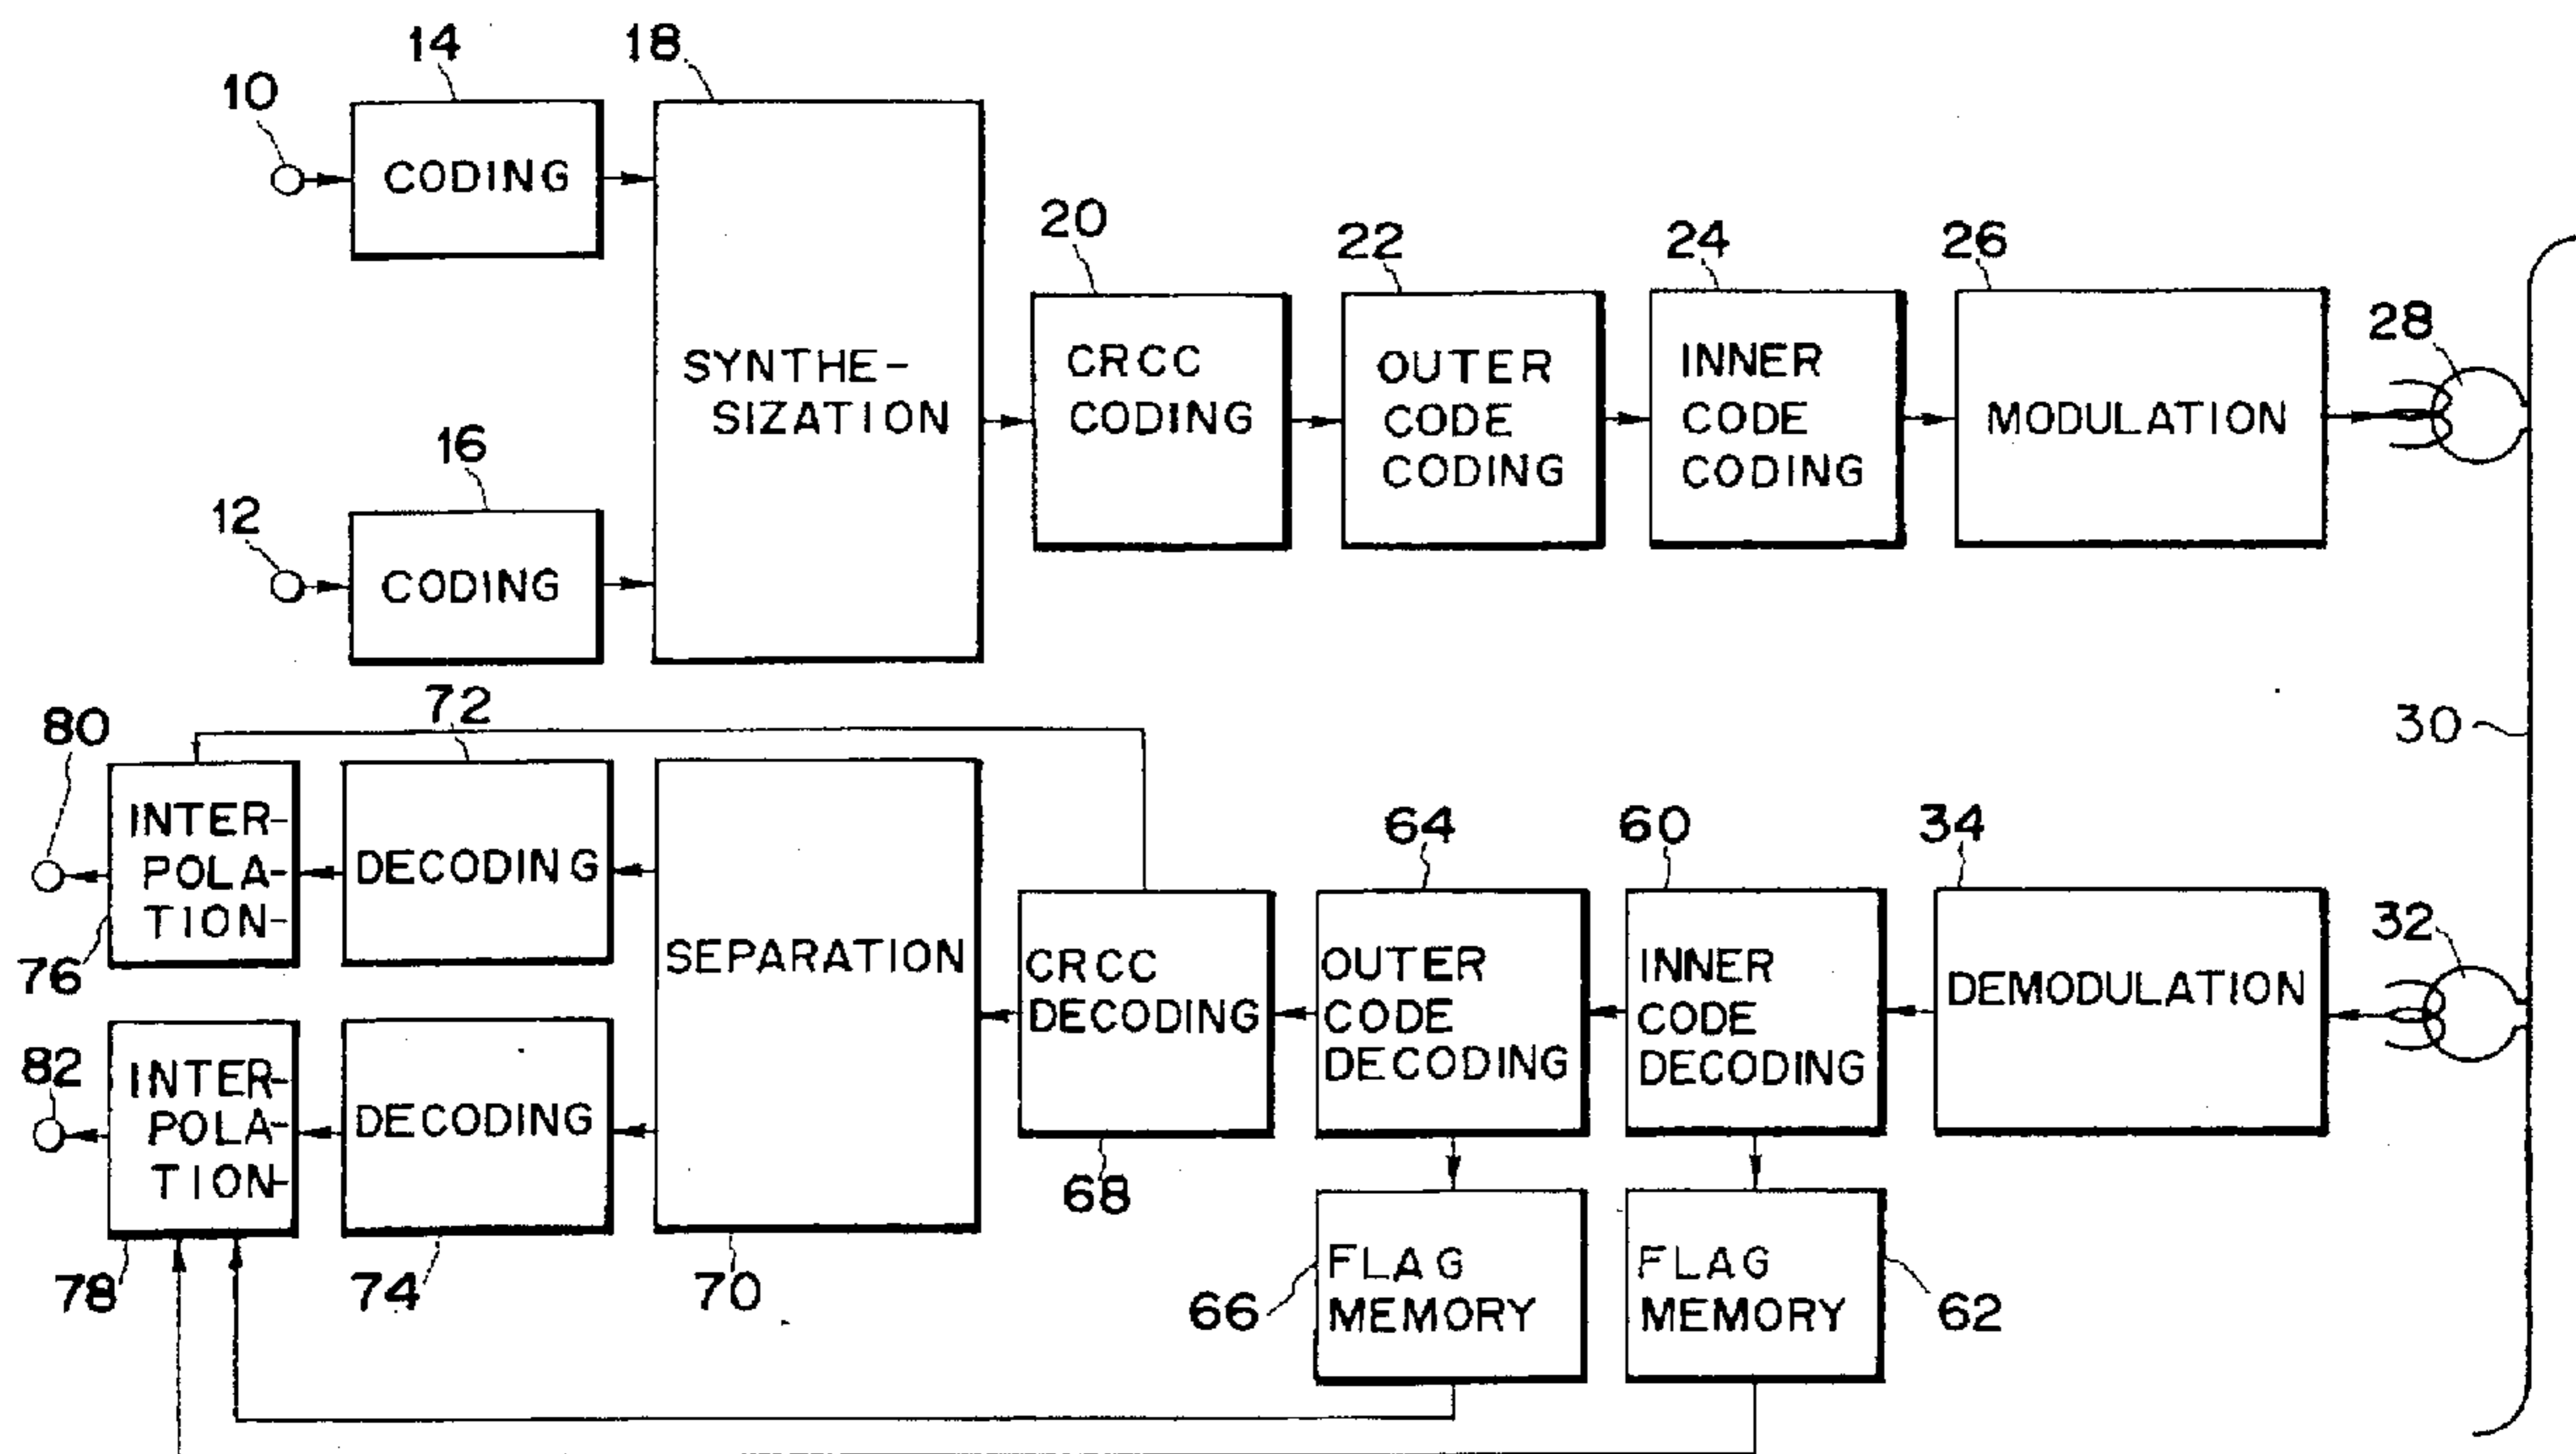 14
18
10
CODING
20
22
24
26
28
SYNTHE-
SIZATION
CRCC
CODING
OUTER
CODE
CODING
INNER
CODE
CODING
MODULATION
16
12
CODING
72
80
30
INTER-
POLA-
TION-
DECODING
SEPARATION
64
60
34
32
76
CRCC
DECODING
OUTER
CODE
DECODING
INNER
CODE
DECODING
DEMODULATION
82
INTER-
POLA-
TION-
DECODING
68
78
74
70
66
FLAG
MEMORY
FLAG
MEMORY
62